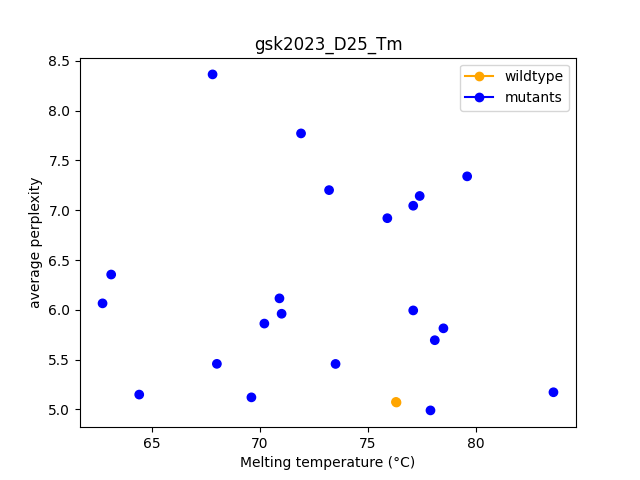 gsk2023_D25_Tm
wildtype
mutants
8.5
8.0
7.5
7.0
6.5
6.0
5.5
5.0
average perplexity
65
70
75
80
Melting temperature (°C)